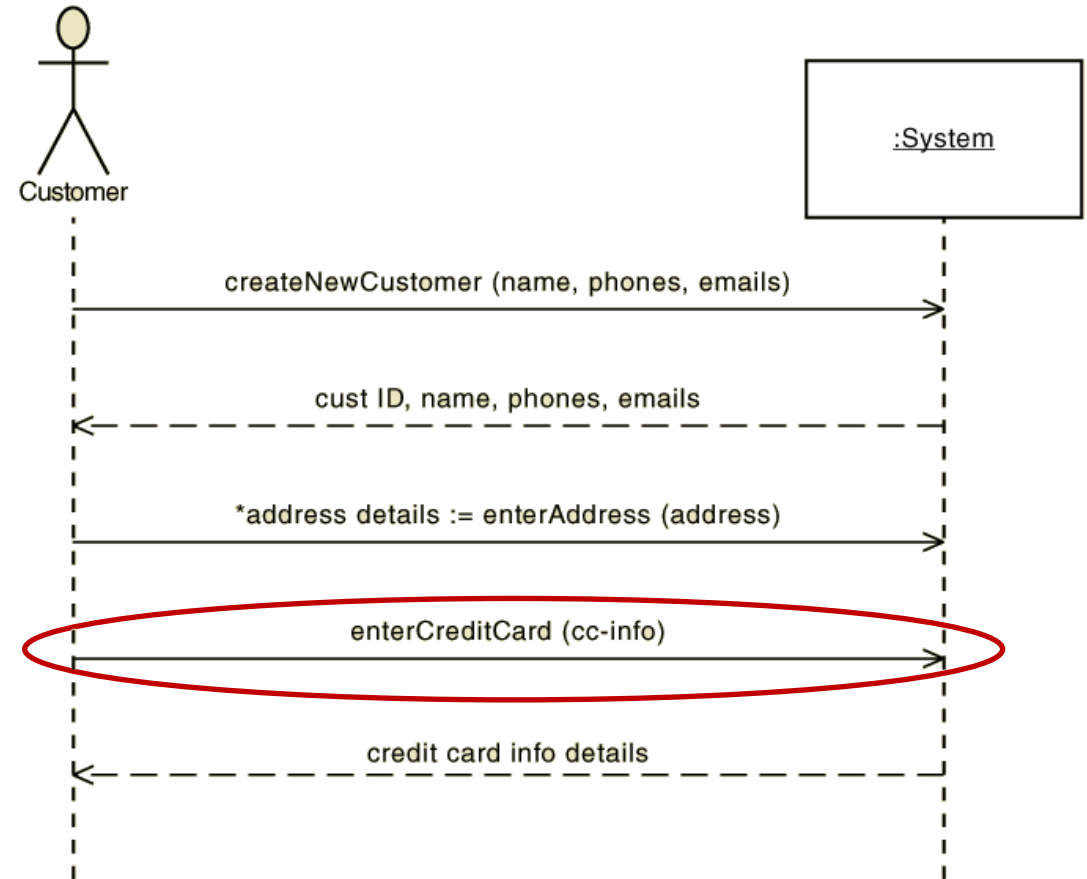 Customer
:System
createNewCustomer (name, phones, emails)
cust ID, name, phones, emails
*address details := enterAddress (address)
enterCreditCard (cc-info)
credit card info details